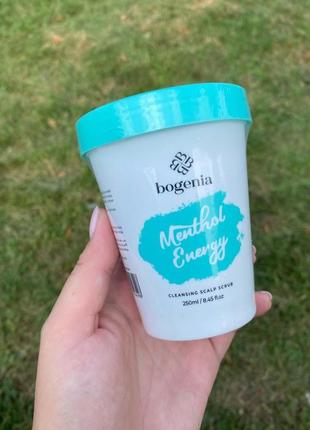 bogenia
Menthol
Energy
CLEANSING SCALP SCRUB
250ml / 8.45 fl.oz